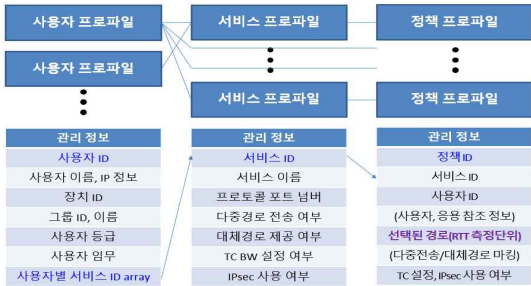 사용자 프로파일
서비스 프로파일
정책 프로파일
사용자 프로파일
서비스 프로파일
정책 프로파일
관리 정보
사용자 ID
사용자 이름, IP 정보
장치 ID
그룹 ID, 이름
사용자 등급
사용자 임무
사용자별 서비스 ID array
관리 정보
서비스 ID
서비스 이름
프로토콜 포트 넘버
다중경로 전송 여부
대체경로 제공 여부
TC BW 설정 여부
IPsec 사용 여부
관리 정보
정책 ID
서비스 ID
사용자 ID
(사용자, 응용 참조 정보)
선택된 경로(RTT 측정단위)
(다중전송/대체경로 마킹)
TC 설정, IPsec 사용 여부